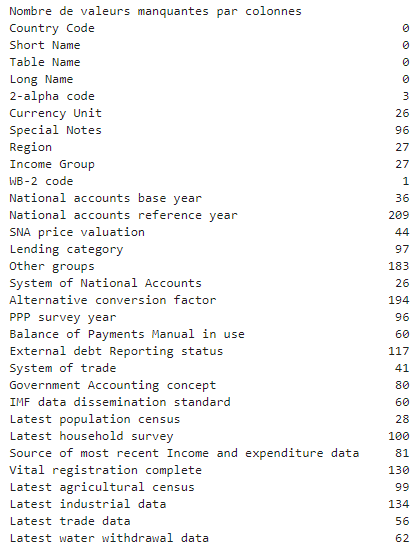 Nombre de valeurs manquantes par colonnes
Country Code 0
Short Name 0
Table Name 0
Long Name 0
2-alpha code 3
Currency Unit 26
Special Notes 96
Region 27
Income Group 27
WB-2 code 1
National accounts base year 36
National accounts reference year 209
SNA price valuation 44
Lending category 97
Other groups 183
System of National Accounts 26
Alternative conversion factor 194
PPP survey year 96
Balance of Payments Manual in use 60
External debt Reporting status 117
System of trade 41
Government Accounting concept 80
IMF data dissemination standard 60
Latest population census 28
Latest household survey 100
Source of most recent Income and expenditure data 81
Vital registration complete 130
Latest agricultural census 99
Latest industrial data 134
Latest trade data 56
Latest water withdrawal data 62